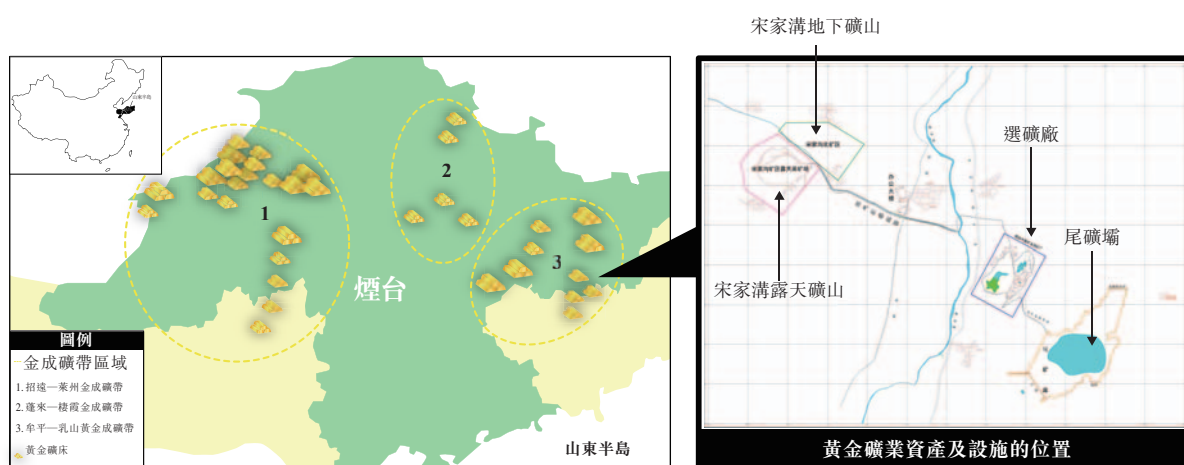 宋家溝地下礦山
山東半島
選礦廠
尾礦壩
宋家溝露天礦山
1
2
3
煙台
圖例
金成礦帶區域
1. 招遠—萊州金成礦帶
2. 蓬來—棲霞金成礦帶
3. 牟平—乳山黃金成礦帶
黃金礦床
山東半島
黃金礦業資產及設施的位置